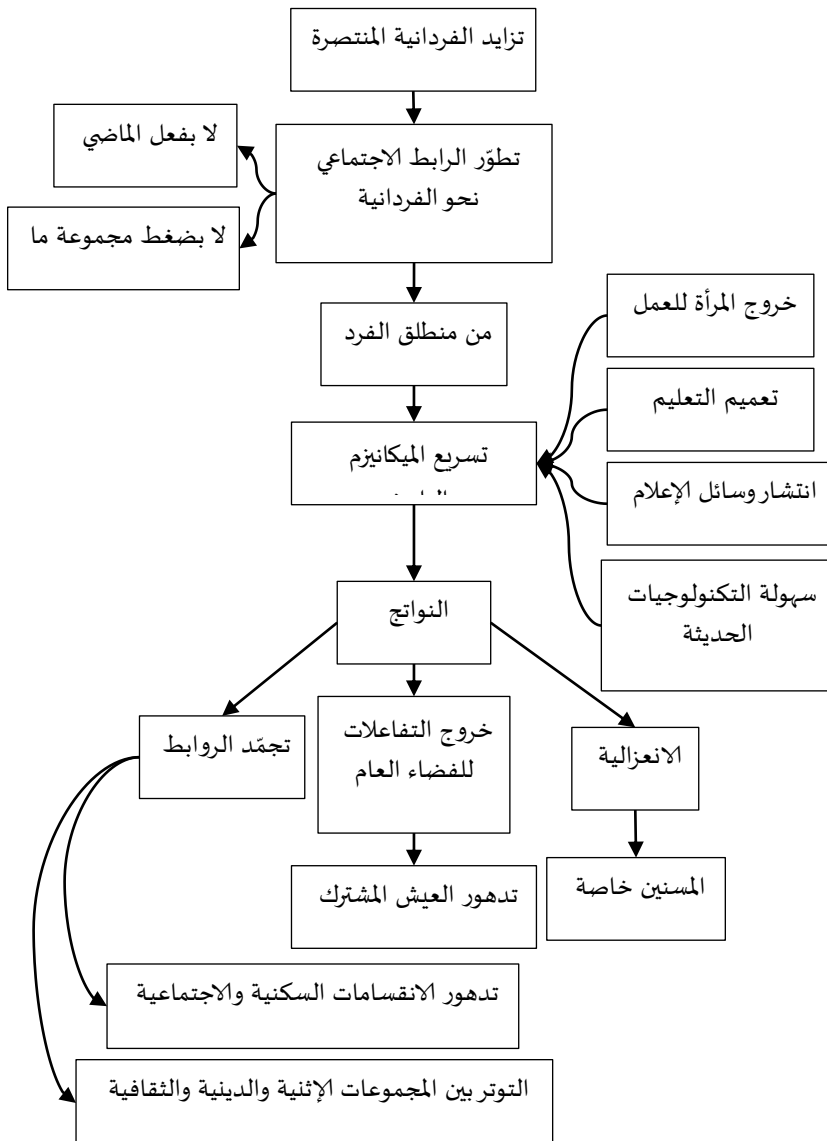 تزايد الفردانية المنتصرة
لا بفعل الماضي
تطوّر الرابط الاجتماعي
نحو الفردانية
لا بضغط مجموعة ما
خروج المرأة للعمل
من منطلق الفرد
تعميم التعليم
تسريع الميكانيزم
انتشار وسائل الإعلام
سهولة التكنولوجيات
الحديثة
النواتج
خروج التفاعلات
للفضاء العام
تجمّد الروابط
الانعزالية
المسنين خاصة
تدهور العيش المشترك
تدهور الانقسامات السكنية والاجتماعية
التوتر بين المجموعات الإثنية والدينية والثقافية